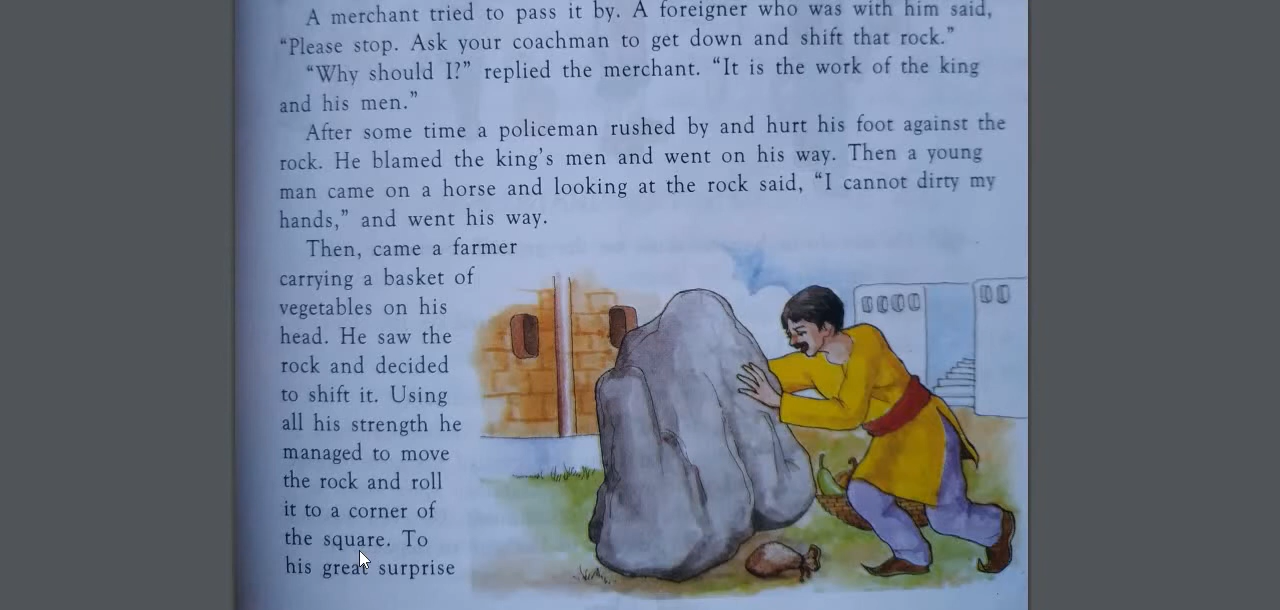 A merchant tried to pass it by. A foreigner who was with him said,
“Please stop. Ask your coachman to get down and shift that rock.”
“Why should I?” replied the merchant. “It is the work of the king
and his men.”
After some time a policeman rushed by and hurt his foot against the
rock. He blamed the king’s men and went on his way. Then a young
man came on a horse and looking at the rock said, “I cannot dirty my
hands,” and went his way.
Then, came a farmer
carrying a basket of
vegetables on his
head. He saw the
rock and decided
to shift it. Using
all his strength he
managed to move
the rock and roll
it to a corner of
the square. To
his great surprise